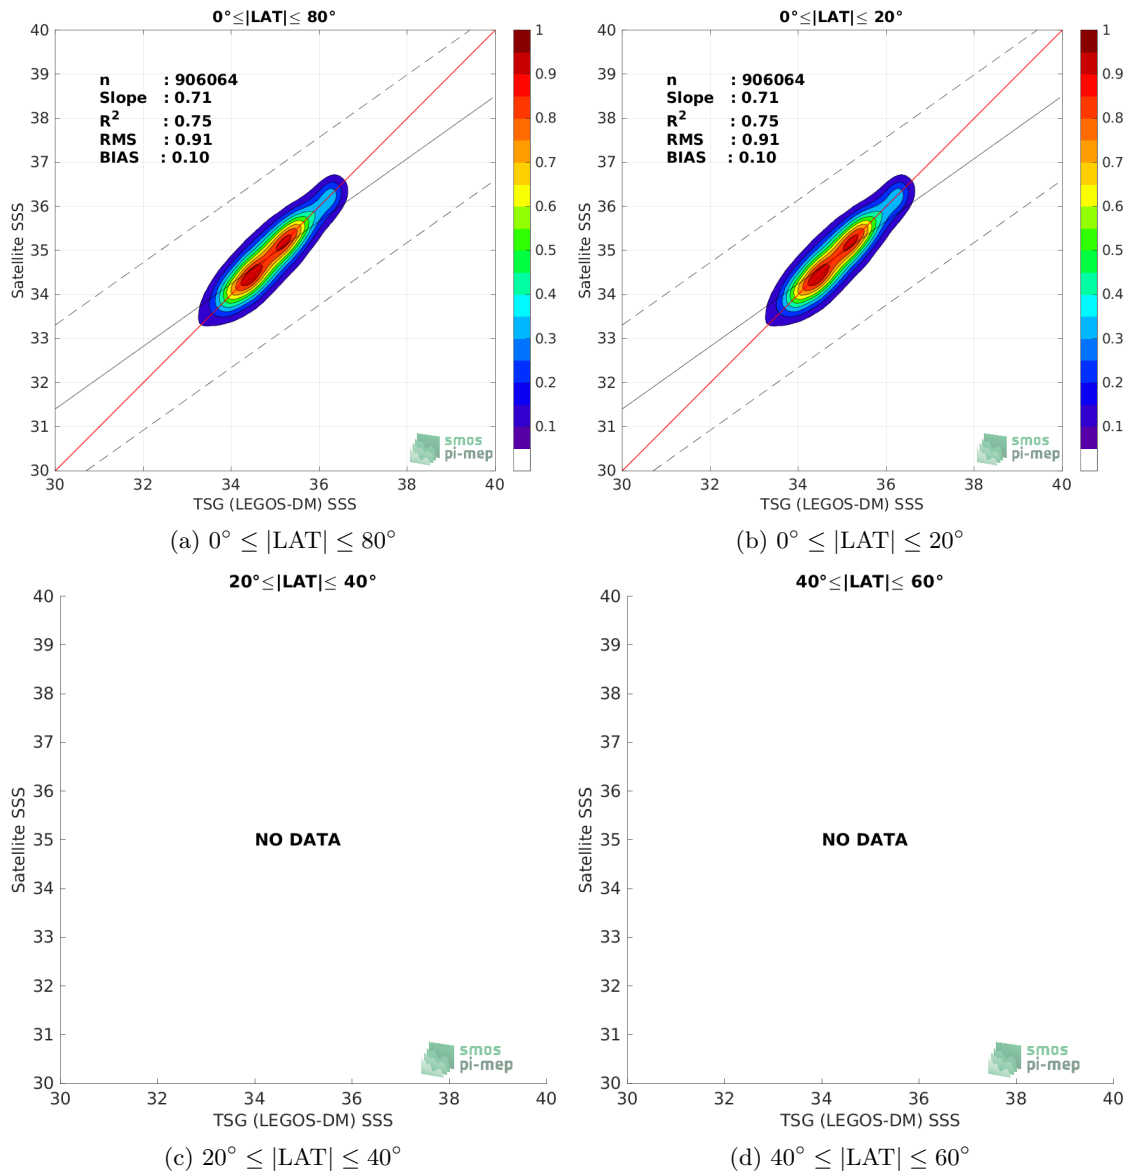 0°≤|LAT|≤ 80°
40
39
38
37
36
35
34
33
32
31
30
n : 906064
Slope : 0.71
R2 : 0.75
RMS : 0.91
BIAS : 0.10
Satellite SSS
smos
pi-mep
30 32 34 36 38 40
TSG (LEGOS-DM) SSS
1
0.9
0.8
0.7
0.6
0.5
0.4
0.3
0.2
0.1
(a) 0° ≤ |LAT| ≤ 80°
0°≤|LAT|≤ 20°
40
39
38
37
36
35
34
33
32
31
30
n : 906064
Slope : 0.71
R2 : 0.75
RMS : 0.91
BIAS : 0.10
Satellite SSS
smos
pi-mep
30 32 34 36 38 40
TSG (LEGOS-DM) SSS
1
0.9
0.8
0.7
0.6
0.5
0.4
0.3
0.2
0.1
(b) 0° ≤ |LAT| ≤ 20°
20°≤|LAT|≤ 40°
40
39
38
37
36
35
34
33
32
31
30
Satellite SSS
NO DATA
smos
pi-mep
30 32 34 36 38 40
TSG (LEGOS-DM) SSS
(c) 20° ≤ |LAT| ≤ 40°
40°≤|LAT|≤ 60°
40
39
38
37
36
35
34
33
32
31
30
Satellite SSS
NO DATA
smos
pi-mep
30 32 34 36 38 40
TSG (LEGOS-DM) SSS
(d) 40° ≤ |LAT| ≤ 60°